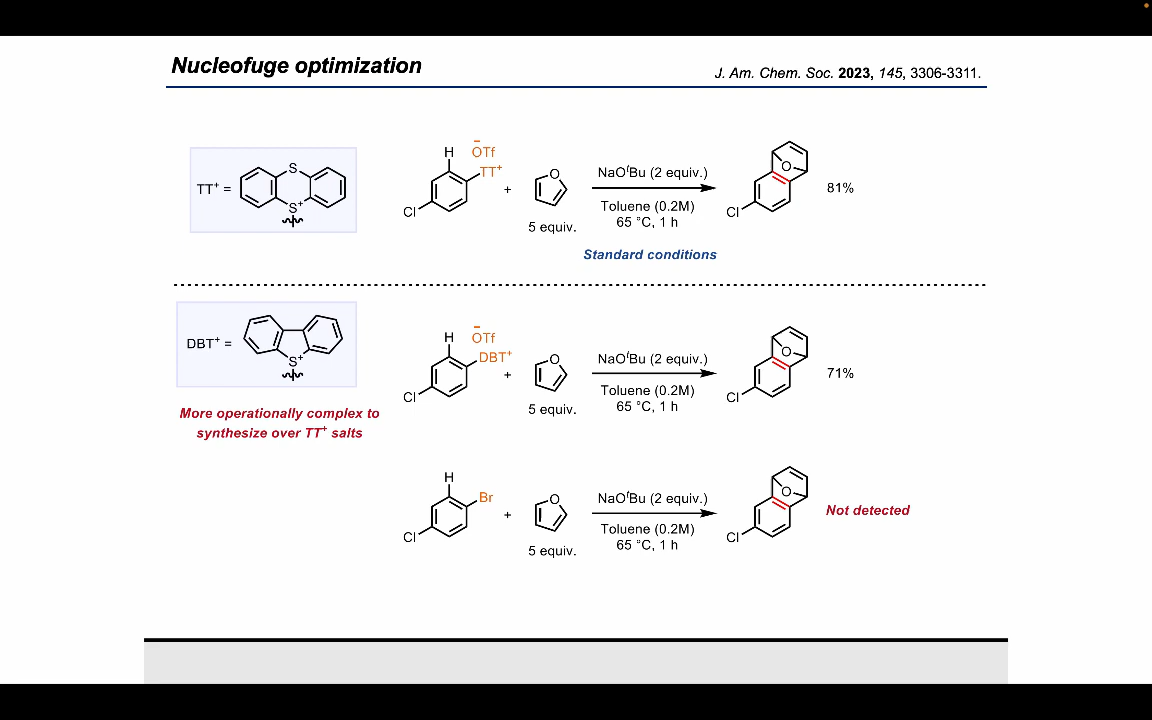 Nucleofuge optimization
J. Am. Chem. Soc. 2023, 145, 3306-3311.
TT⁺ =
S
S⁺
H
OTf
TT⁺
Cl
+
O
5 equiv.
NaOᵗBu (2 equiv.)
Toluene (0.2M)
65 °C, 1 h
O
Cl
81%
Standard conditions
DBT⁺ =
S⁺
More operationally complex to
synthesize over TT⁺ salts
H
OTf
DBT⁺
Cl
+
O
5 equiv.
NaOᵗBu (2 equiv.)
Toluene (0.2M)
65 °C, 1 h
O
Cl
71%
H
Br
Cl
+
O
5 equiv.
NaOᵗBu (2 equiv.)
Toluene (0.2M)
65 °C, 1 h
O
Cl
Not detected